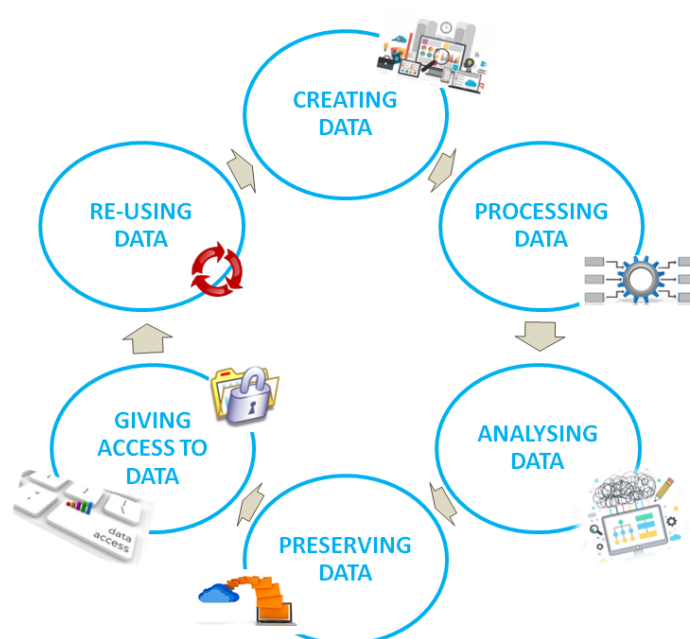 CREATING
DATA
PROCESSING
DATA
ANALYSING
DATA
PRESERVING
DATA
GIVING
ACCESS TO
DATA
data
access
RE-USING
DATA